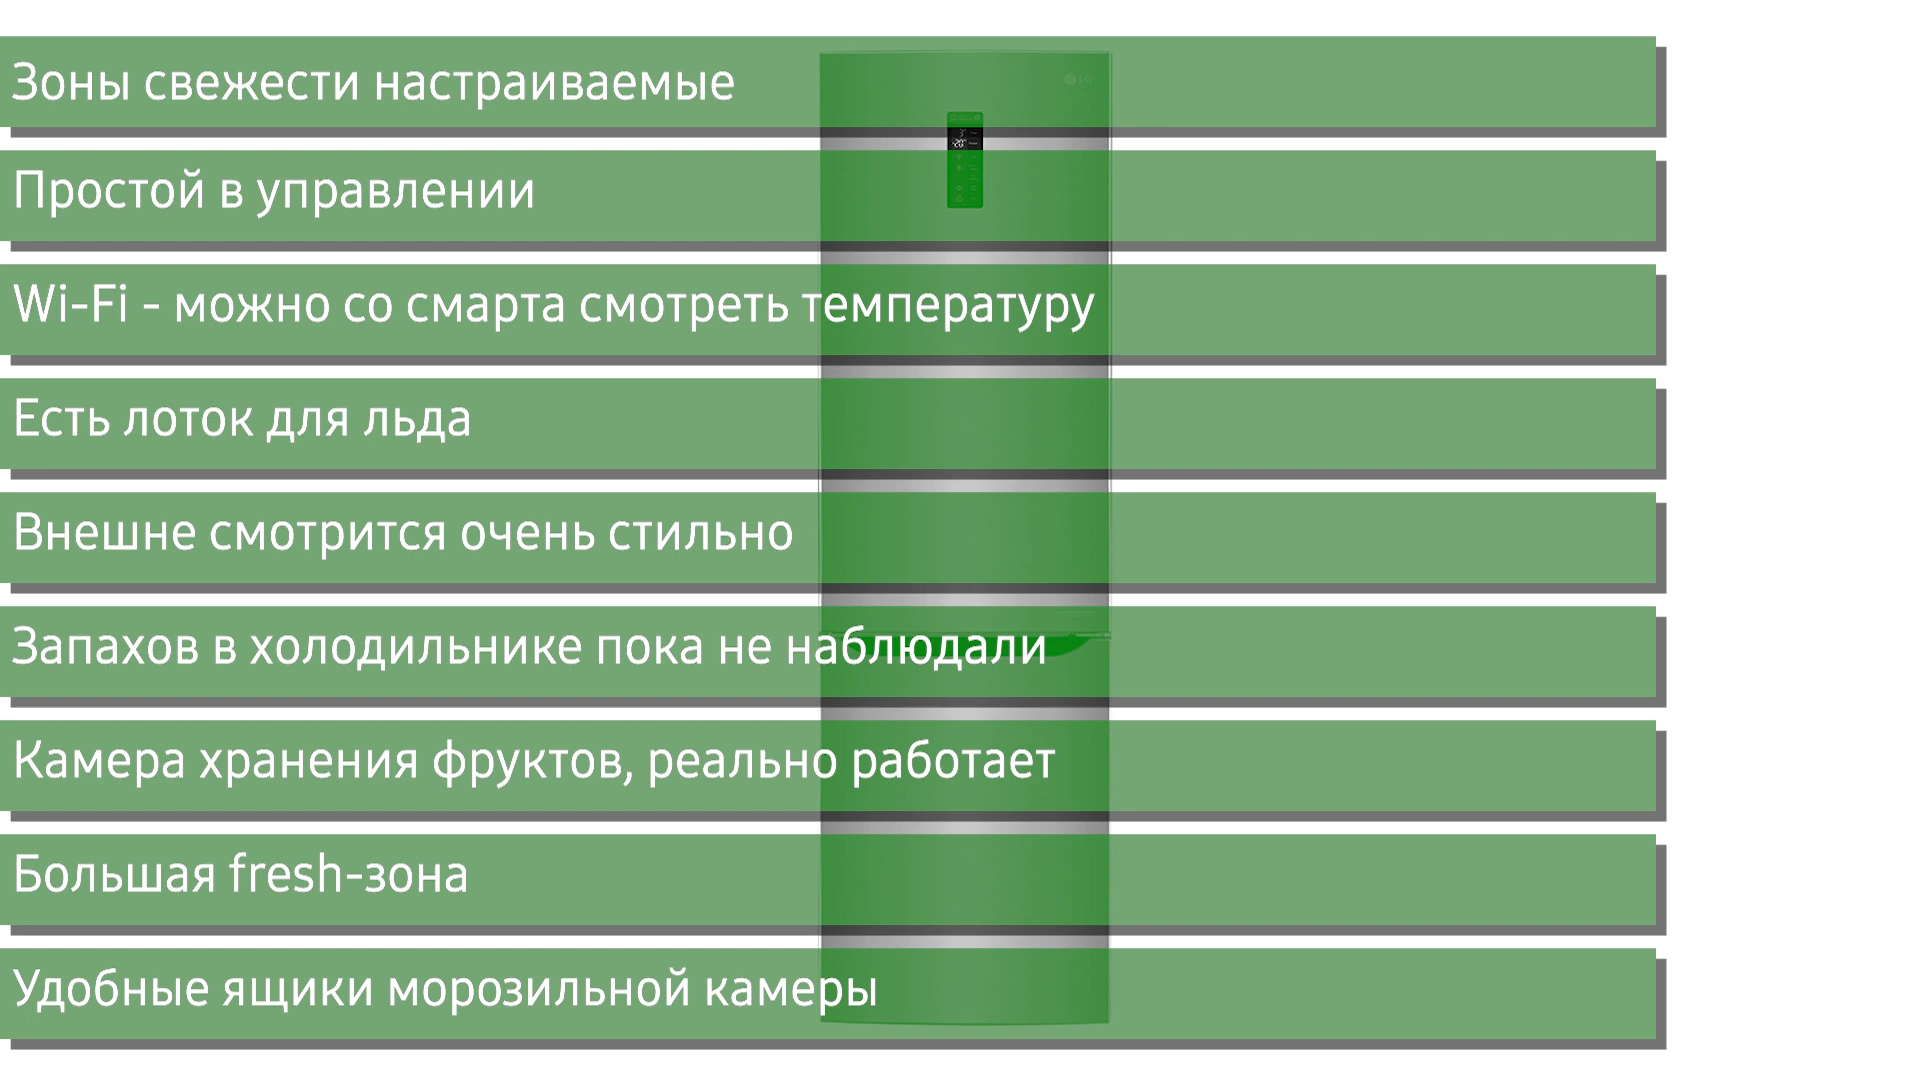 Зоны свежести настраиваемые
LG
Простой в управлении
Wi-Fi - можно со смарта смотреть температуру
Есть лоток для льда
Внешне смотрится очень стильно
Запахов в холодильнике пока не наблюдали
Камера хранения фруктов, реально работает
Большая fresh-зона
Удобные ящики морозильной камеры